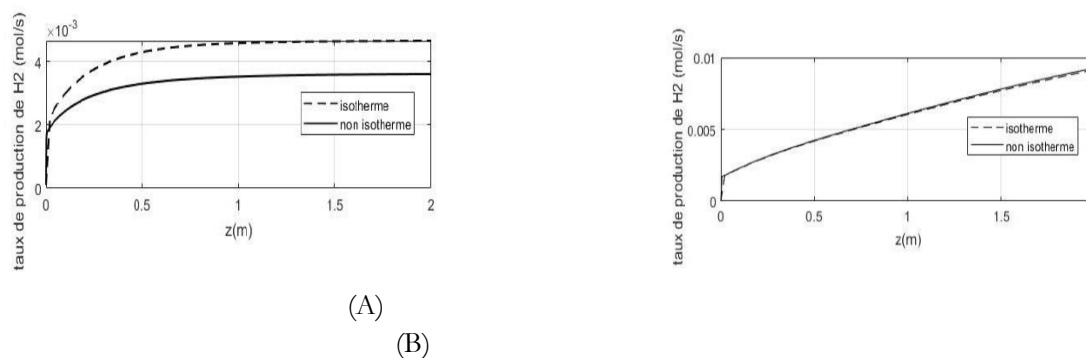 ×10⁻³
taux de production de H2 (mol/s)
4
2
0
isotherme
non isotherme
0 0.5 1 1.5 2
z(m)
taux de production de H2 (mol/s)
0.01
0.005
0
isotherme
non isotherme
0 0.5 1 1.5
z(m)
(A)
(B)